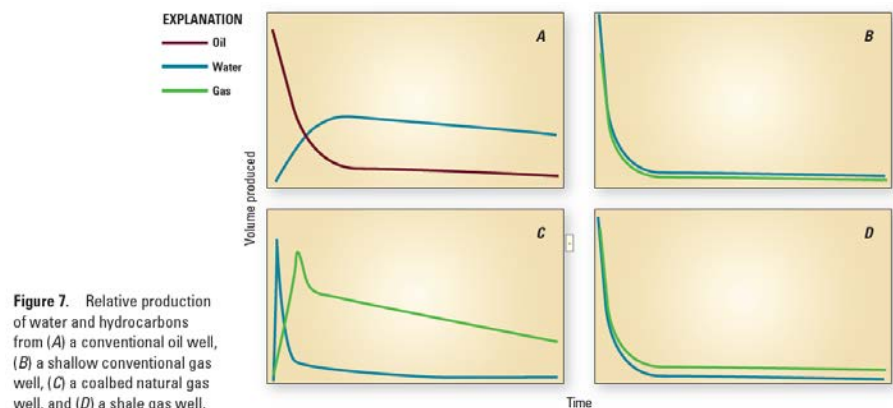 EXPLANATION
Oil
Water
Gas
A
B
Volume produced
C
D
Figure 7. Relative production
of water and hydrocarbons
from (A) a conventional oil well,
(B) a shallow conventional gas
well, (C) a coalbed natural gas
well, and (D) a shale gas well.
Time